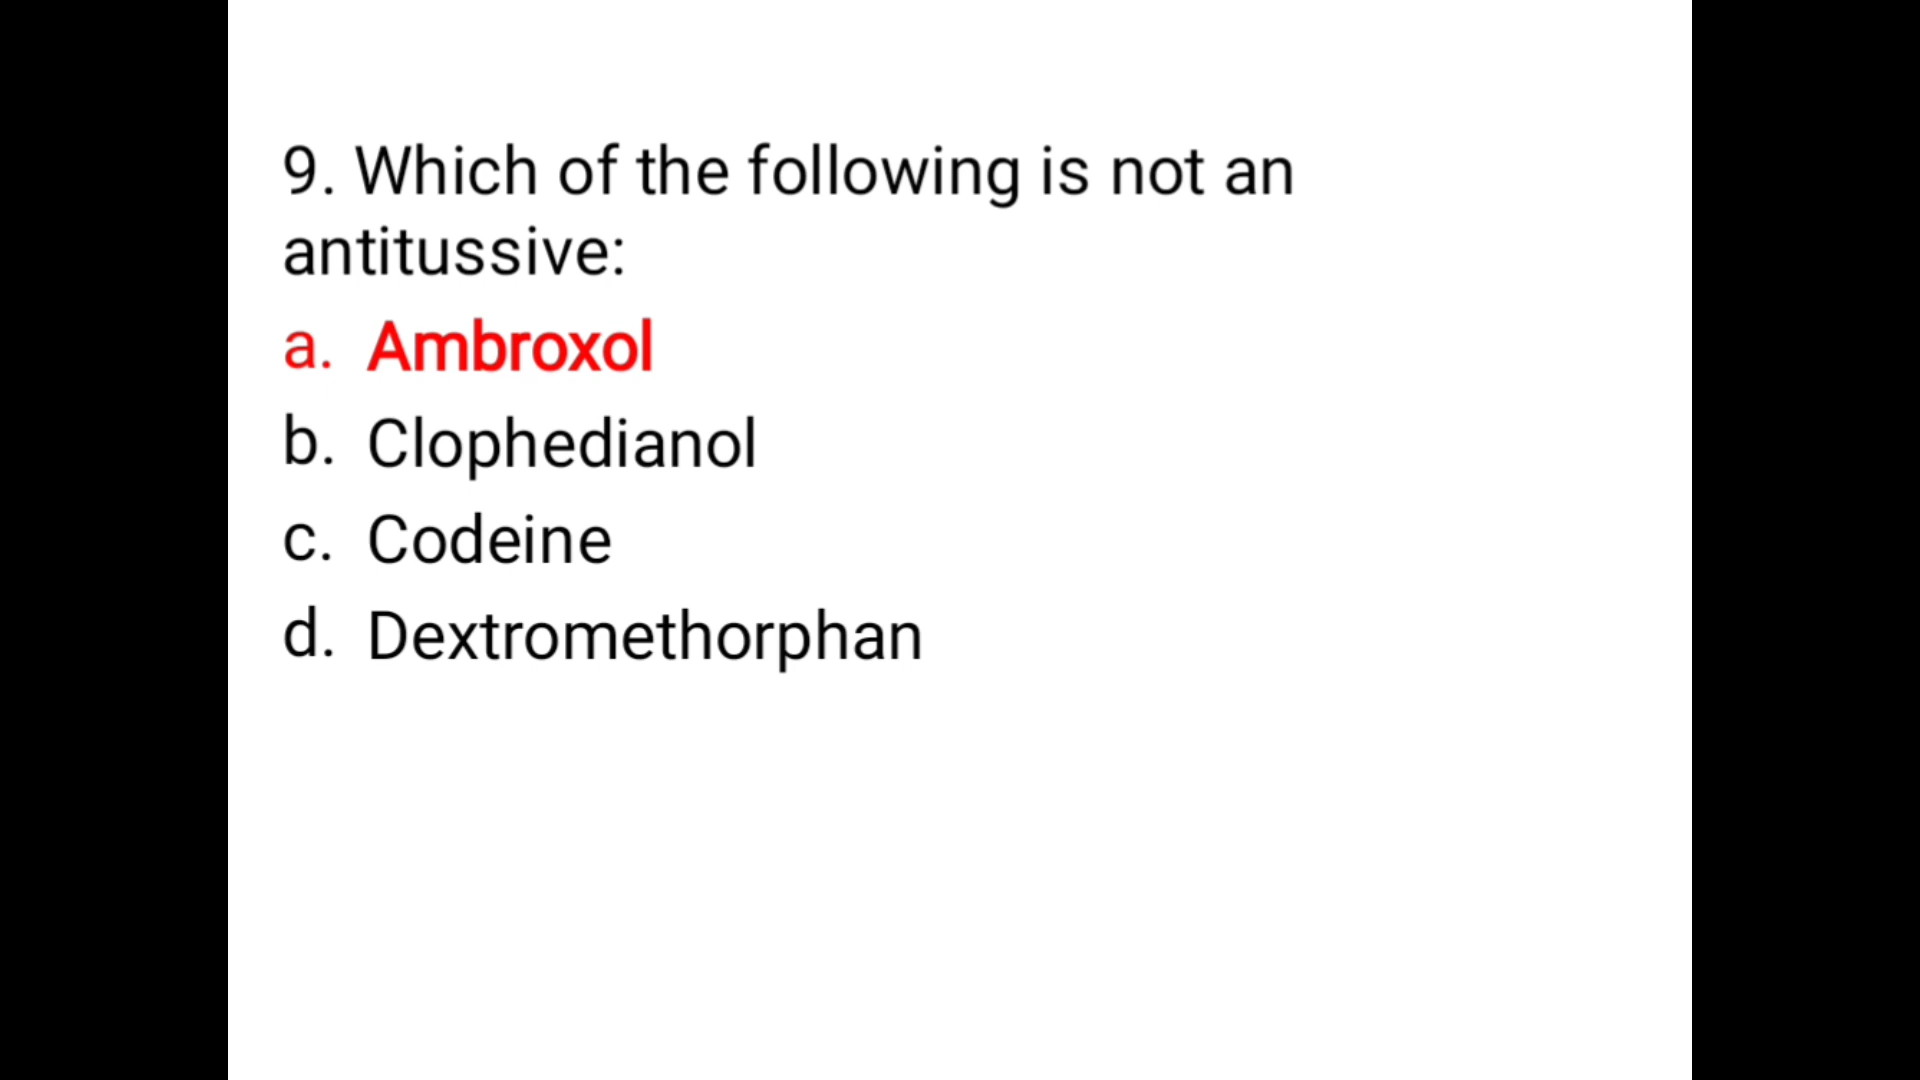 9. Which of the following is not an
antitussive:
a. Ambroxol
b. Clophedianol
c. Codeine
d. Dextromethorphan